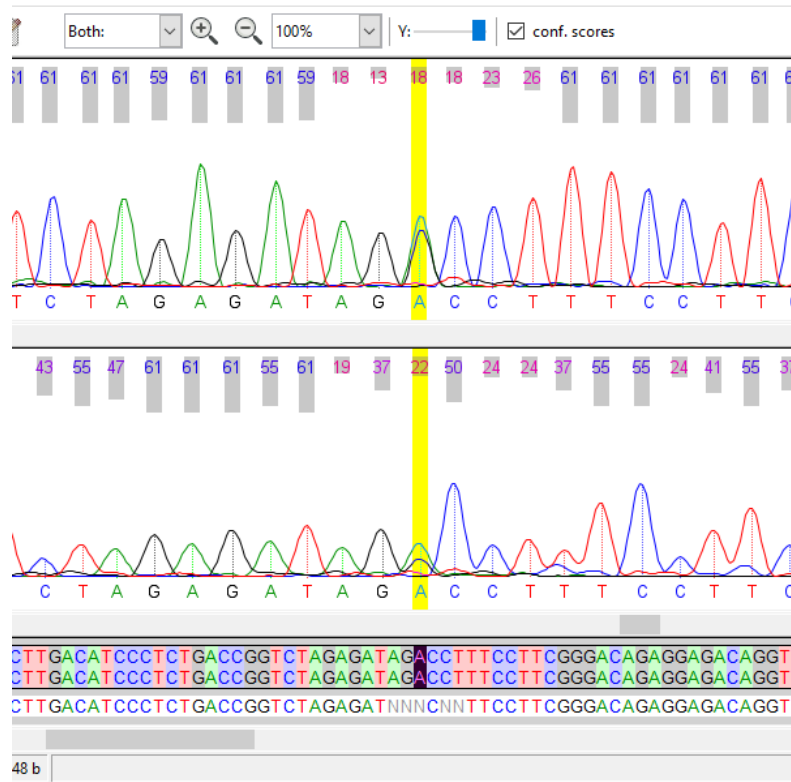 Both: 100% Y: conf. scores
61 61 61 61 59 61 61 61 59 18 13 18 18 23 26 61 61 61 61 61 61
T C T A G A G A T A G A C C T T T C C T T
43 55 47 61 61 61 55 61 19 37 22 50 24 24 37 55 55 24 41 55
C T A G A G A T A G A C C T T T C C T T C
CTTGACATCCCTCTGACCGGTCTAGAGATAGACCTTTCCTTCGGGACAGAGGAGACAGGT
CTTGACATCCCTCTGACCGGTCTAGAGATAGACCTTTCCTTCGGGACAGAGGAGACAGGT
CTTGACATCCCTCTGACCGGTCTAGAGATNNNCNNTTCCTTCGGGACAGAGGAGACAGGT
48 b